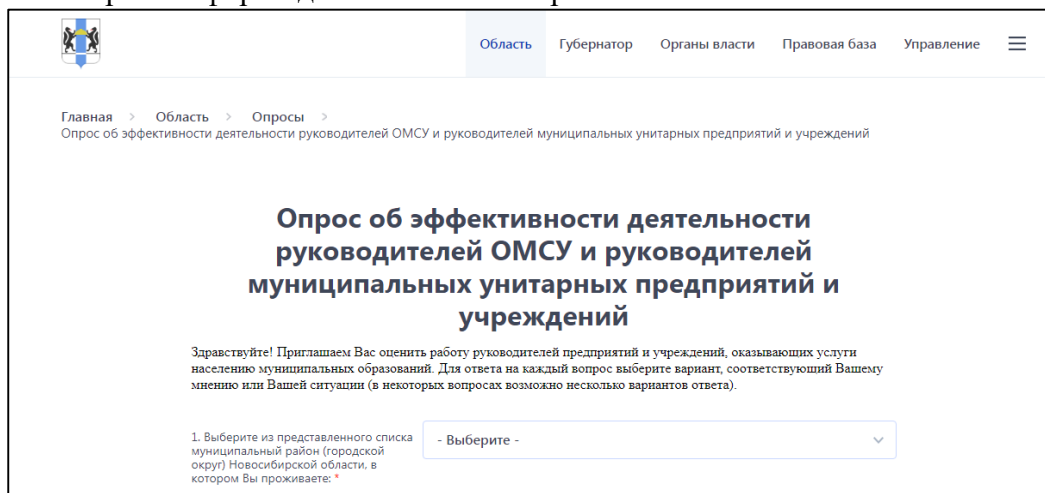 Область Губернатор Органы власти Правовая база Управление
Главная > Область > Опросы >
Опрос об эффективности деятельности руководителей ОМСУ и руководителей муниципальных унитарных предприятий и учреждений
Опрос об эффективности деятельности
руководителей ОМСУ и руководителей
муниципальных унитарных предприятий и
учреждений
Здравствуйте! Приглашаем Вас оценить работу руководителей предприятий и учреждений, оказывающих услуги
населению муниципальных образований. Для ответа на каждый вопрос выберите вариант, соответствующий Вашему
мнению или Вашей ситуации (в некоторых вопросах возможно несколько вариантов ответа).
1. Выберите из представленного списка
муниципальный район (городской
округ) Новосибирской области, в
котором Вы проживаете: *
- Выберите -